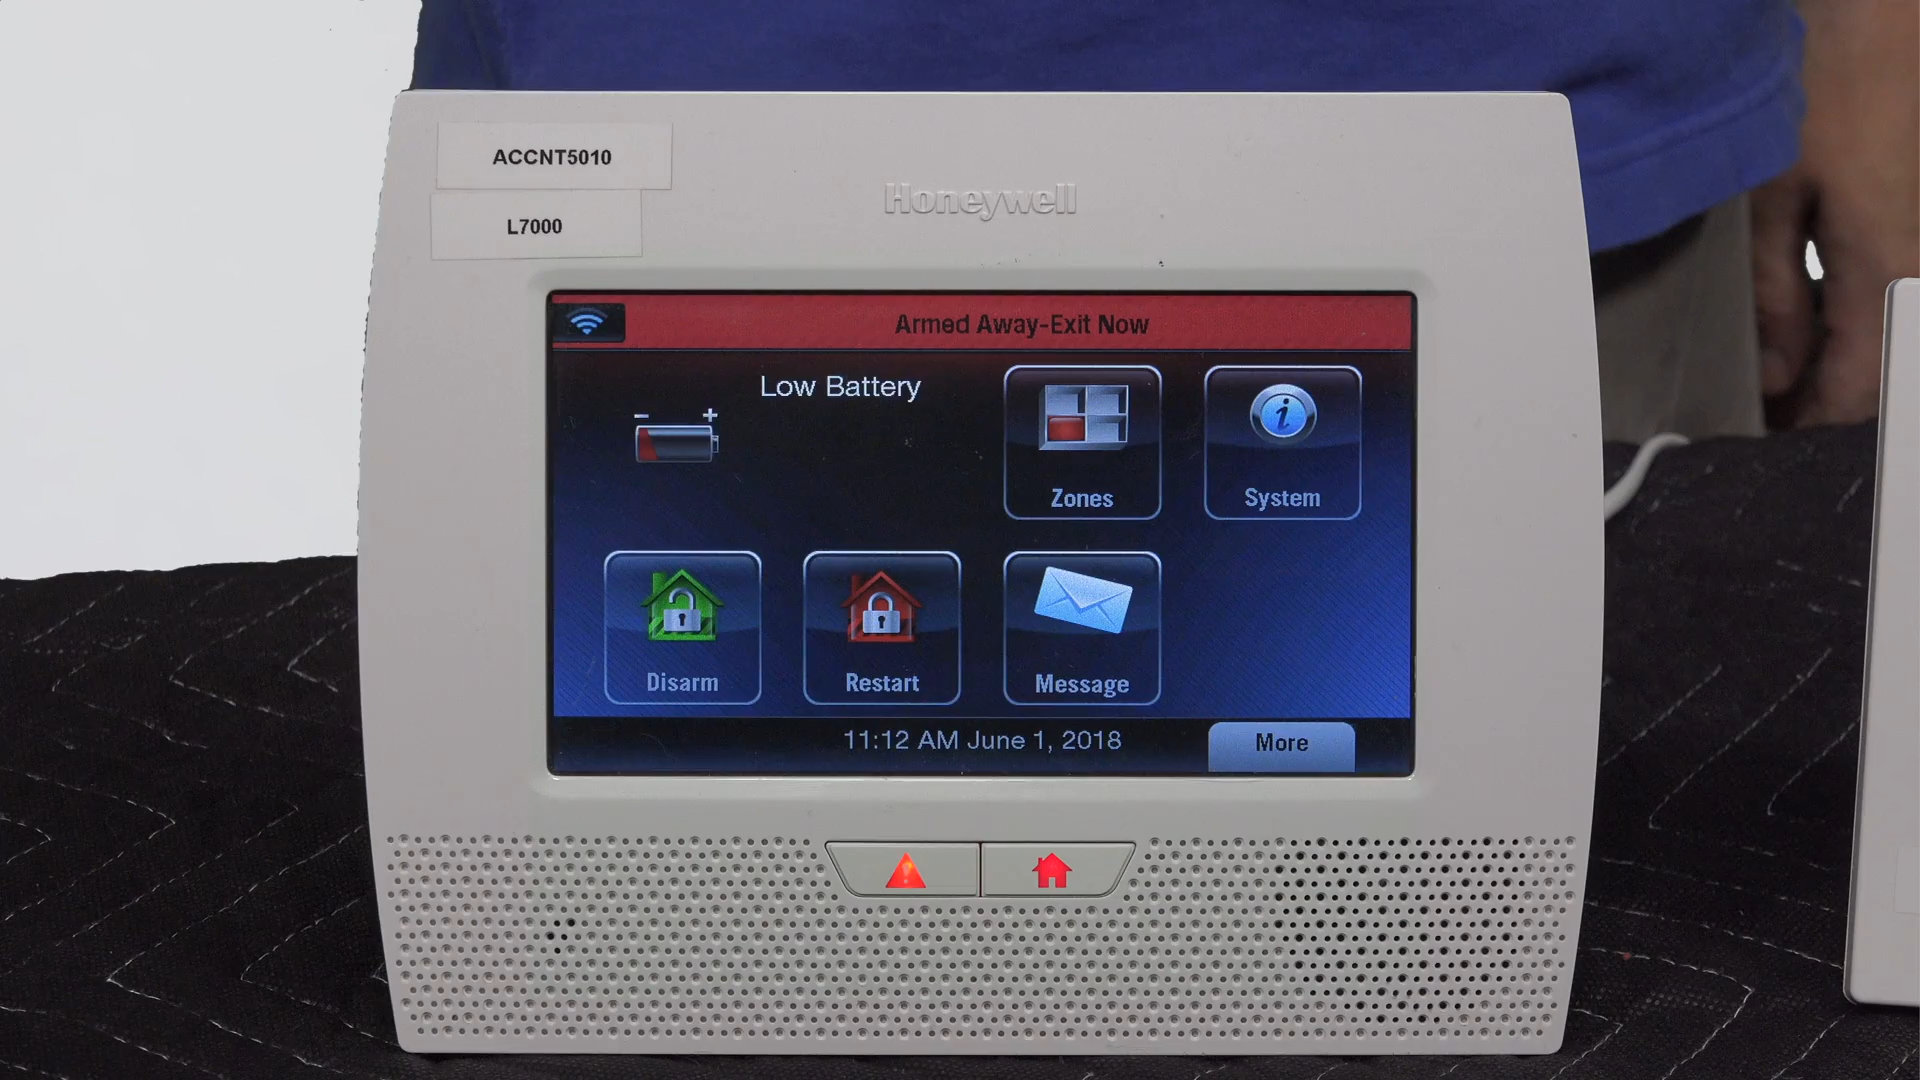 ACCNT5010
L7000
Honeywell
Armed Away-Exit Now
Low Battery
- +
Zones
System
Disarm
Restart
Message
11:12 AM June 1, 2018
More